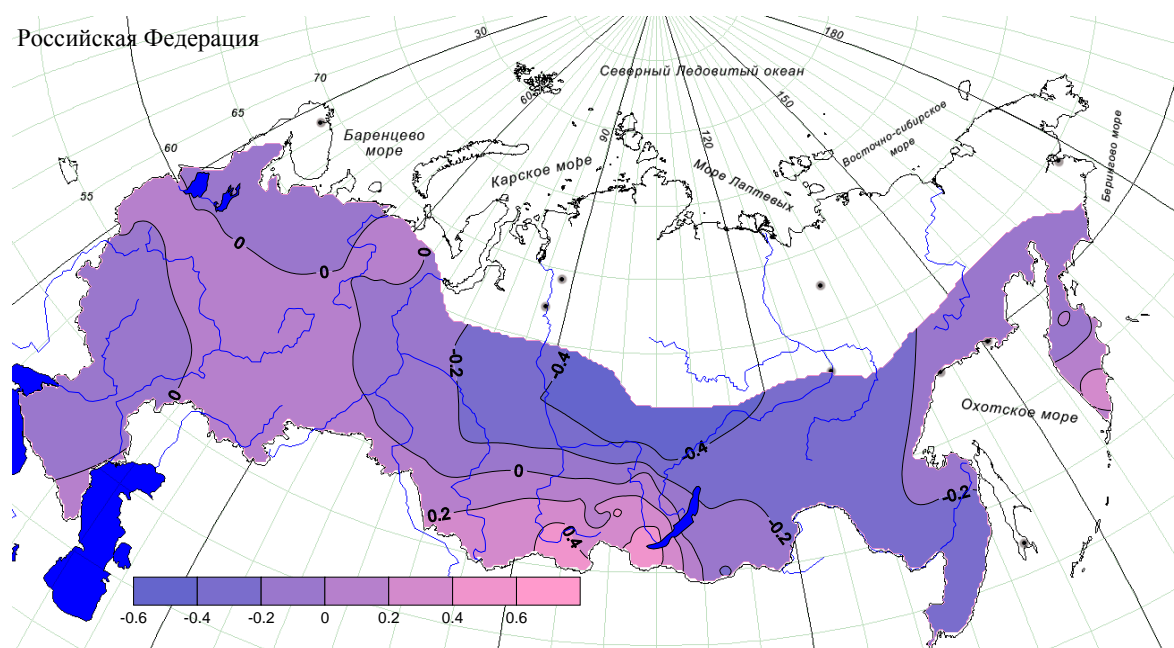 Российская Федерация
30
180
Северный Ледовитый океан
70
60
150
65
Баренцево
море
90
120
Восточно-сибирское
море
Берингово море
60
Карское море
Море Лаптевых
55
0
0
0
-0.2
-0.4
0
Охотское море
-0.4
0
-0.2
0.2
-0.2
0.4
-0.6
-0.4
-0.2
0
0.2
0.4
0.6